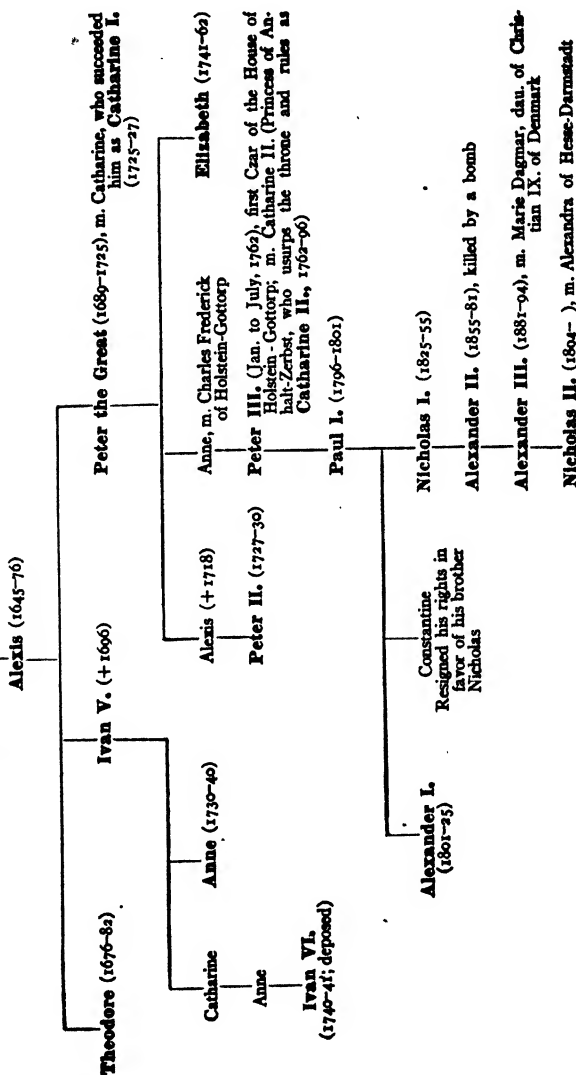 Alexis (1645–76)
Theodore (1676–82)
Ivan V. (+1696)
Peter the Great (1689–1725), m. Catharine, who succeeded
him as Catharine I.
(1725–27)
Catharine
Anne (1730–40)
Alexis (+1718)
Anne, m. Charles Frederick
of Holstein-Gottorp
Elizabeth (1741–62)
Anne
Peter II. (1727–30)
Peter III. (Jan. to July, 1762), first Czar of the House of
Holstein-Gottorp; m. Catharine II. (Princess of An-
halt-Zerbst, who usurps the throne and rules as
Catharine II., 1762–96)
Ivan VI.
(1740–41; deposed)
Paul I. (1796–1801)
Alexander I.
(1801–25)
Constantine
Resigned his rights in
favor of his brother
Nicholas
Nicholas I. (1825–55)
Alexander II. (1855–81), killed by a bomb
Alexander III. (1881–94), m. Marie Dagmar, dau. of Chris-
tian IX. of Denmark
Nicholas II. (1894– ), m. Alexandra of Hesse-Darmstadt